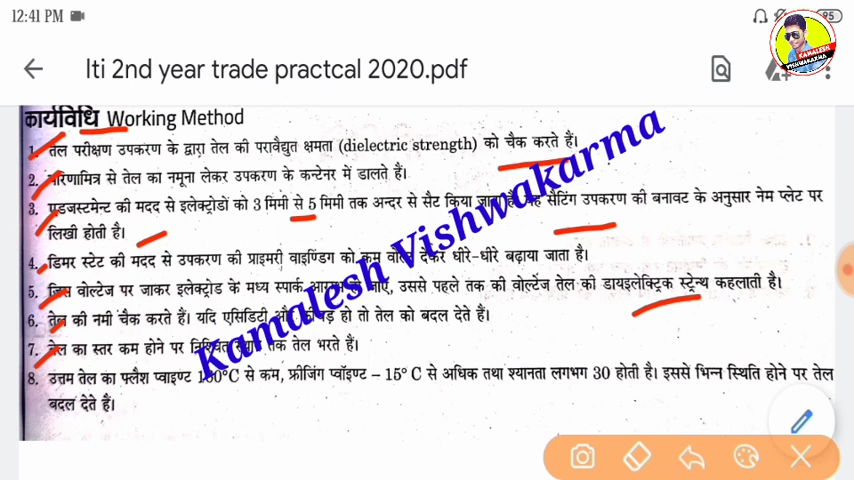 12:41 PM
95
Iti 2nd year trade practcal 2020.pdf
KAMALESH
VISHWAKARMA
कार्यविधि Working Method
1. तेल परीक्षण उपकरण के द्वारा तेल की परावैद्युत क्षमता (dielectric strength) को चैक करते हैं।
2. परिणामित्र से तेल का नमूना लेकर उपकरण के कन्टेनर में डालते हैं।
3. एडजस्टमेन्ट की मदद से इलेक्ट्रोडों को 3 मिमी से 5 मिमी तक अन्दर से सैट किया जाता है। यह सैटिंग उपकरण की बनावट के अनुसार नेम प्लेट पर
लिखी होती है।
4. डिमर स्टेट की मदद से उपकरण की प्राइमरी वाइण्डिंग को कम वोल्टेज देकर धीरे-धीरे बढ़ाया जाता है।
5. जिस वोल्टेज पर जाकर इलेक्ट्रोड के मध्य स्पार्क हो जाए, उससे पहले तक की वोल्टेज तेल की डायइलेक्ट्रिक स्ट्रेन्थ कहलाती है।
6. तेल की नमी चैक करते हैं। यदि एसिडिटी और कीचड़ हो तो तेल को बदल देते हैं।
7. तेल का स्तर कम होने पर निश्चित स्थान तक तेल भरते हैं।
8. उत्तम तेल का फ्लैश प्वाइण्ट से कम, फ्रीजिंग प्वॉइण्ट – 15° C से अधिक तथा श्यानता लगभग 30 होती है। इससे भिन्न स्थिति होने पर तेल
बदल देते हैं।
Kamalesh Vishwakarma